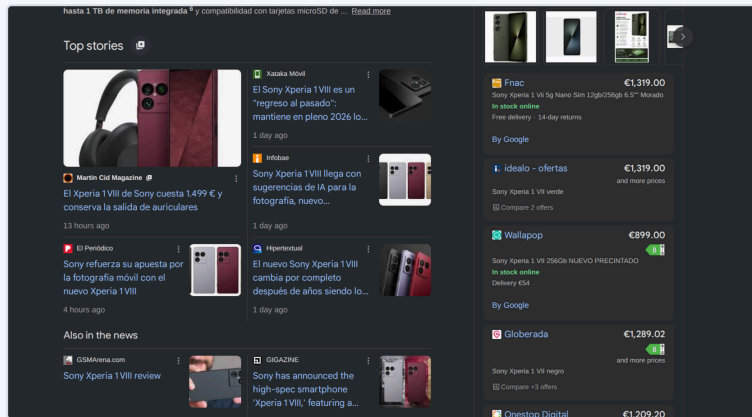 hasta 1 TB de memoria integrada 6 y compatibilidad con tarjetas microSD de ... Read more
Top stories
Martin Cid Magazine
El Xperia 1 VIII de Sony cuesta 1.499 € y
conserva la salida de auriculares
13 hours ago
Xataka Móvil
El Sony Xperia 1 VIII es un
"regreso al pasado":
mantiene en pleno 2026 lo...
1 day ago
Infobae
Sony Xperia 1 VIII llega con
sugerencias de IA para la
fotografía, nuevo...
1 day ago
El Periódico
Sony refuerza su apuesta por
la fotografía móvil con el
nuevo Xperia 1 VIII
4 hours ago
Hipertextual
El nuevo Sony Xperia 1 VIII
cambia por completo
después de años siendo lo...
1 day ago
Also in the news
GSMArena.com
Sony Xperia 1 VIII review
GIGAZINE
Sony has announced the
high-spec smartphone
'Xperia 1 VIII,' featuring a...
Fnac €1,319.00
Sony Xperia 1 Vii 5g Nano Sim 12gb/256gb 6.5"" Morado
In stock online
Free delivery · 14-day returns
By Google
idealo - ofertas €1,319.00
and more prices
Sony Xperia 1 VII verde
Compare 2 offers
Wallapop €899.00
B
Sony Xperia 1 VII 256Gb NUEVO PRECINTADO
In stock online
Delivery €54
By Google
Globerada €1,289.02
B
and more prices
Sony Xperia 1 VII negro
Compare +3 offers
Onestop Digital €1,209.20